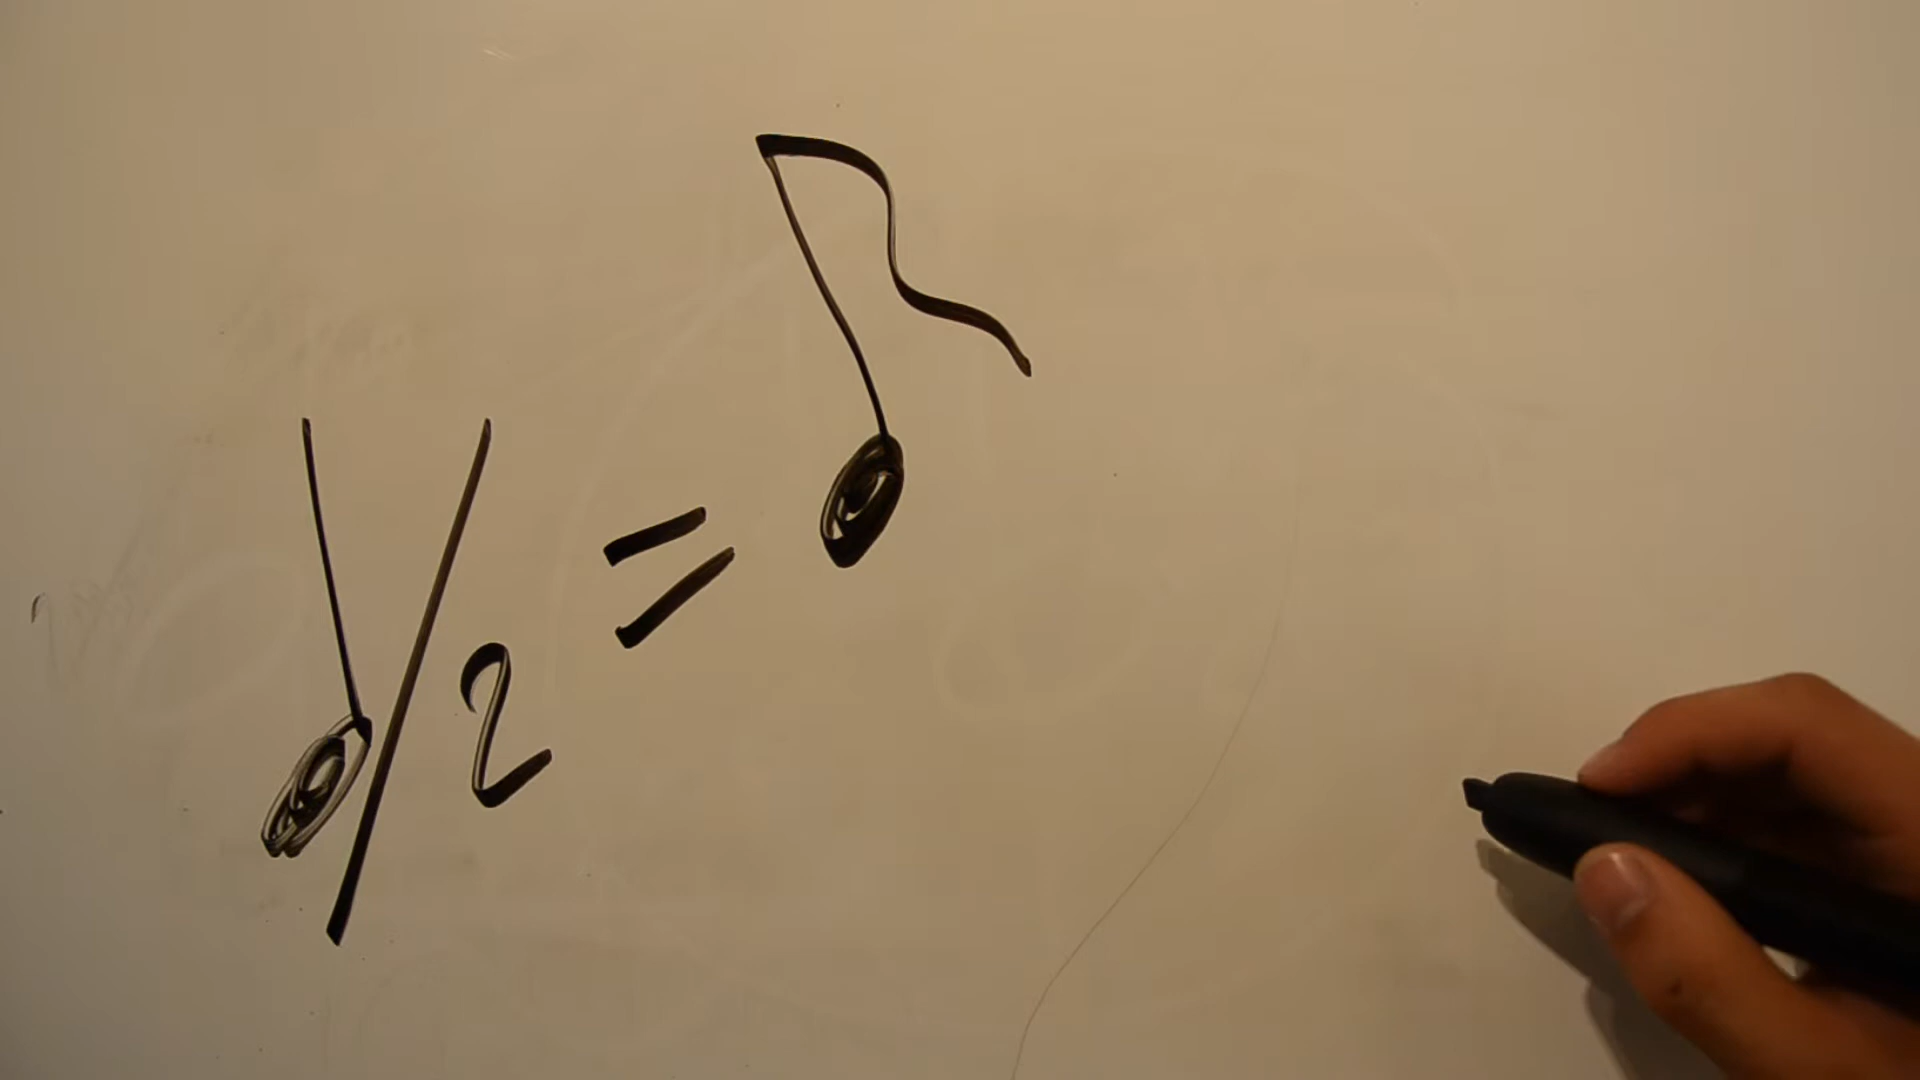 ♩/2 = ♪